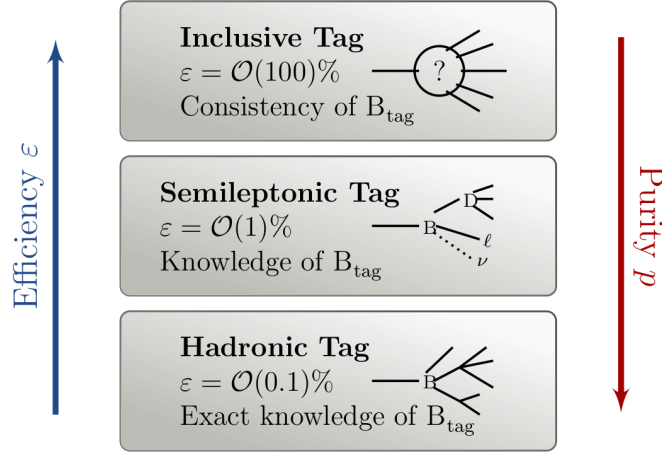 Inclusive Tag
ε = O(100)%
Consistency of B_tag
?
Efficiency ε
Semileptonic Tag
ε = O(1)%
Knowledge of B_tag
B
D
ℓ
ν
Purity p
Hadronic Tag
ε = O(0.1)%
Exact knowledge of B_tag
B